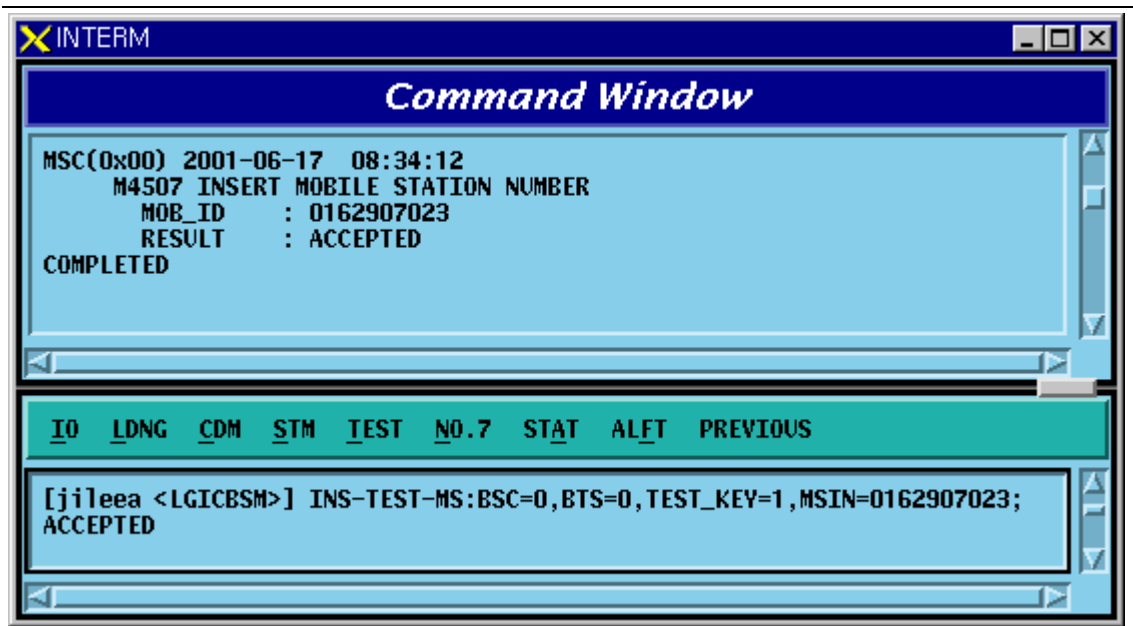 INTERM
Command Window
MSC(0x00) 2001-06-17 08:34:12
M4507 INSERT MOBILE STATION NUMBER
MOB_ID : 0162907023
RESULT : ACCEPTED
COMPLETED
IO LDNG CDM STM TEST NO.7 STAT ALFT PREVIOUS
[jileea <LGICBSM>] INS-TEST-MS:BSC=0,BTS=0,TEST_KEY=1,MSIN=0162907023;
ACCEPTED